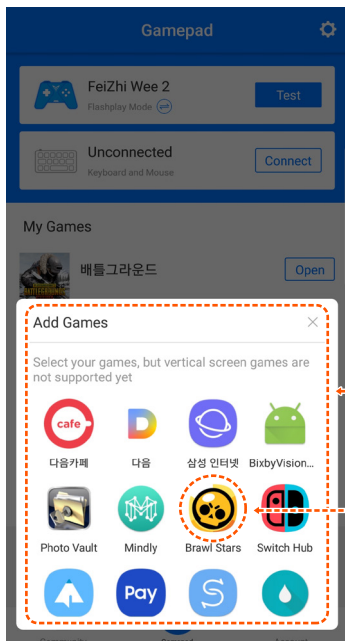 Gamepad
FeiZhi Wee 2
Flashplay Mode
Test
Unconnected
Keyboard and Mouse
Connect
My Games
배틀그라운드
Open
Add Games
Select your games, but vertical screen games are
not supported yet
cafe
다음카페
다음
삼성 인터넷
BixbyVision...
Photo Vault
Mindly
Brawl Stars
Switch Hub
Pay